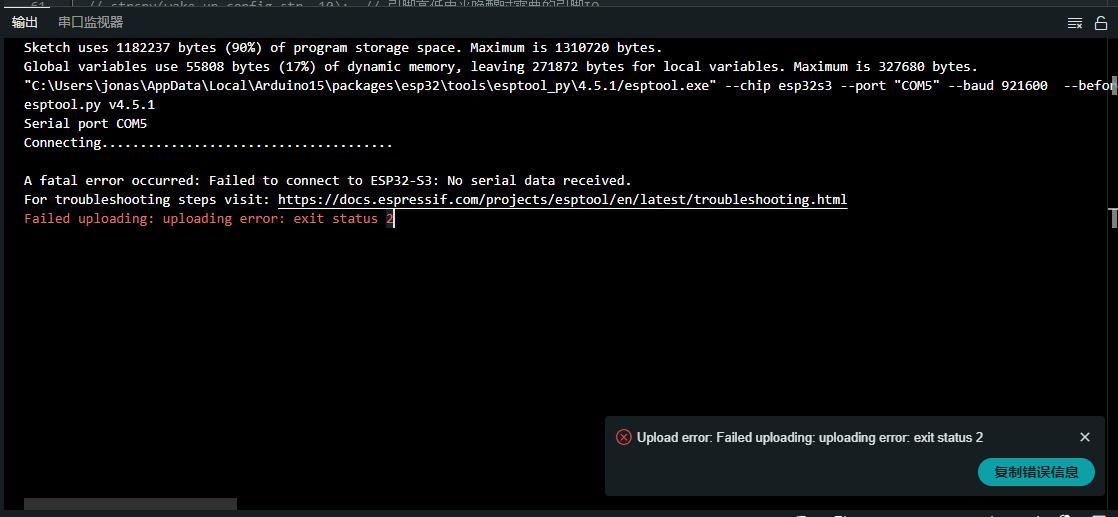 输出 串口监视器
Sketch uses 1182237 bytes (90%) of program storage space. Maximum is 1310720 bytes.
Global variables use 55808 bytes (17%) of dynamic memory, leaving 271872 bytes for local variables. Maximum is 327680 bytes.
"C:\Users\jonas\AppData\Local\Arduino15\packages\esp32\tools\esptool_py\4.5.1/esptool.exe" --chip esp32s3 --port "COM5" --baud 921600  --befor
esptool.py v4.5.1
Serial port COM5
Connecting......................................
A fatal error occurred: Failed to connect to ESP32-S3: No serial data received.
For troubleshooting steps visit: https://docs.espressif.com/projects/esptool/en/latest/troubleshooting.html
Failed uploading: uploading error: exit status 2
Upload error: Failed uploading: uploading error: exit status 2
复制错误信息